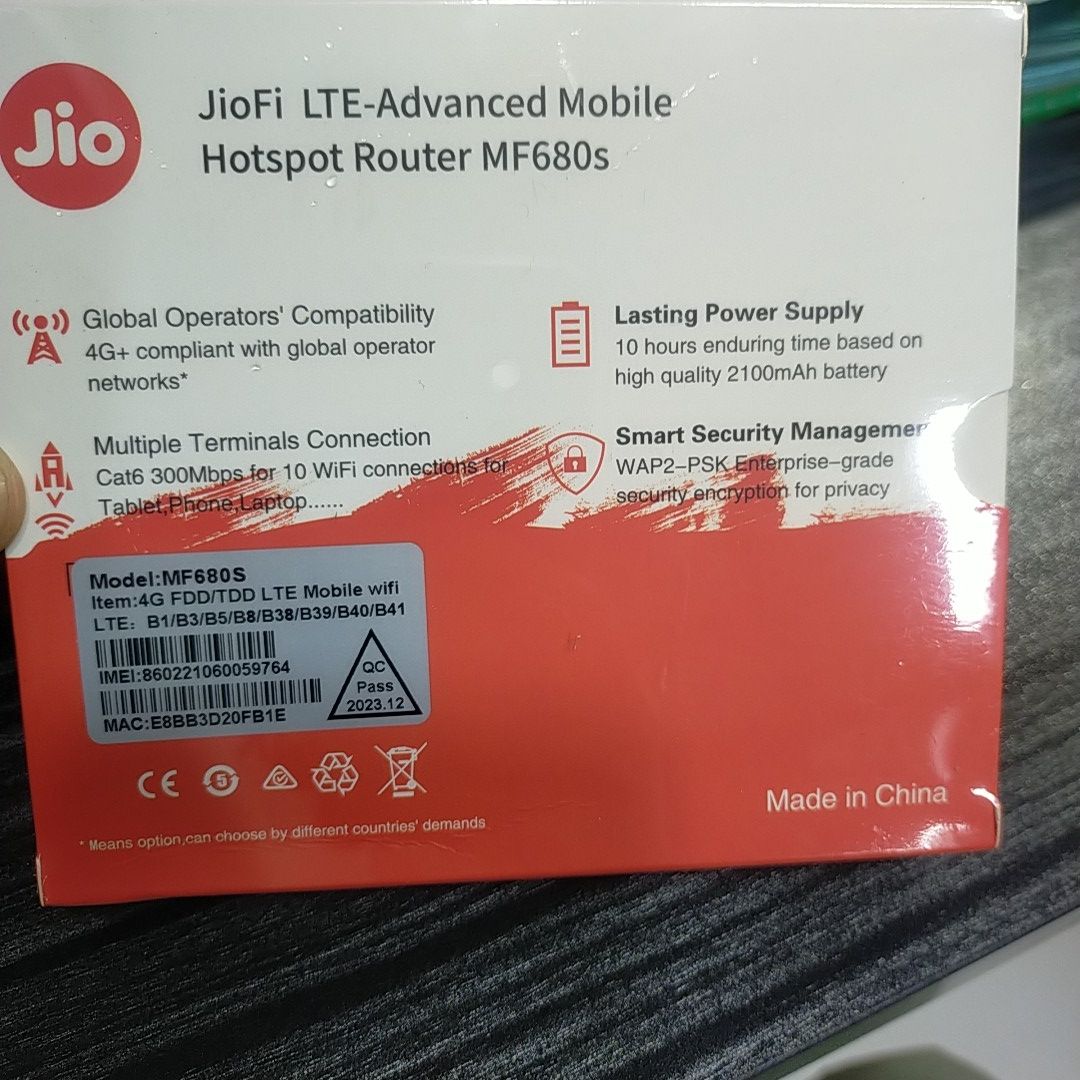 Jio
JioFi LTE-Advanced Mobile
Hotspot Router MF680s
Global Operators' Compatibility
4G+ compliant with global operator
networks*
Lasting Power Supply
10 hours enduring time based on
high quality 2100mAh battery
Multiple Terminals Connection
Cat6 300Mbps for 10 WiFi connections for
Tablet,Phone,Laptop......
Smart Security
WAP2-PSK Enterprise-grade
security encryption for privacy
Model:MF680S
Item:4G FDD/TDD LTE Mobile wifi
LTE: B1/B3/B5/B8/B38/B39/B40/B41
IMEI:860221060059764
MAC:E8BB3D20FB1E
QC
Pass
2023.12
CE
5
Made in China
* Means option,can choose by different countries' demands